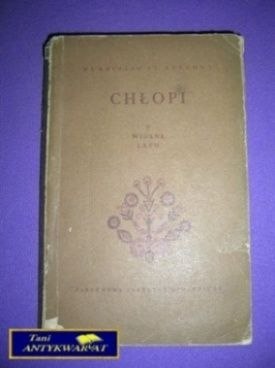 WŁADYSŁAW ST. REYMONT
CHŁOPI
WIOSNA
LATO
Tani
ANTYKWARIAT